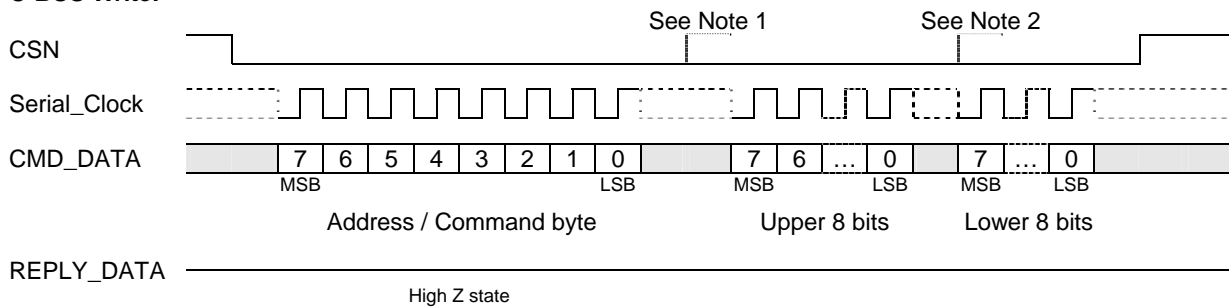 See Note 1 See Note 2
CSN
Serial_Clock
CMD_DATA 7 6 5 4 3 2 1 0 7 6 … 0 7 … 0
MSB LSB MSB LSB MSB LSB
Address / Command byte Upper 8 bits Lower 8 bits
REPLY_DATA
High Z state